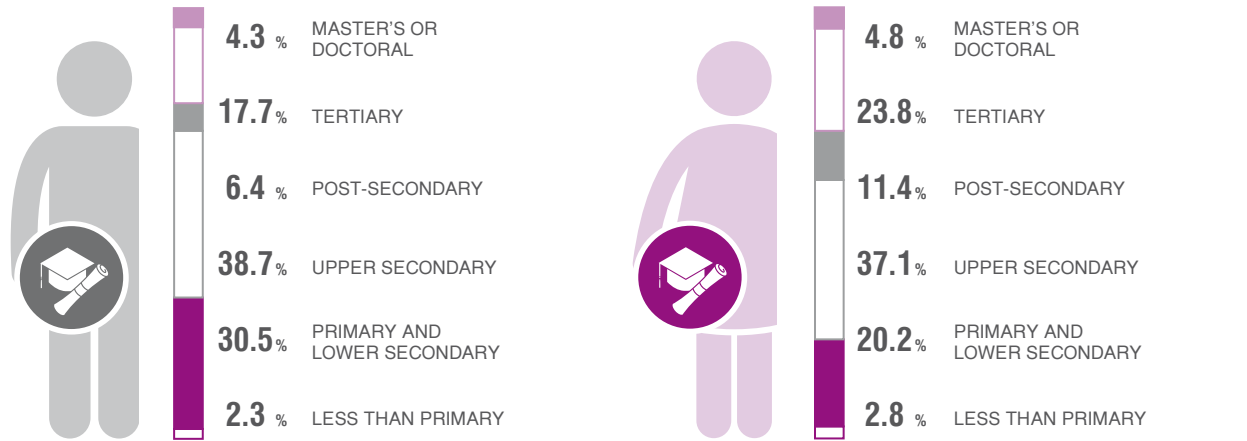 4.3 % MASTER'S OR
DOCTORAL
17.7 % TERTIARY
6.4 % POST-SECONDARY
38.7 % UPPER SECONDARY
30.5 % PRIMARY AND
LOWER SECONDARY
2.3 % LESS THAN PRIMARY
4.8 % MASTER'S OR
DOCTORAL
23.8 % TERTIARY
11.4 % POST-SECONDARY
37.1 % UPPER SECONDARY
20.2 % PRIMARY AND
LOWER SECONDARY
2.8 % LESS THAN PRIMARY